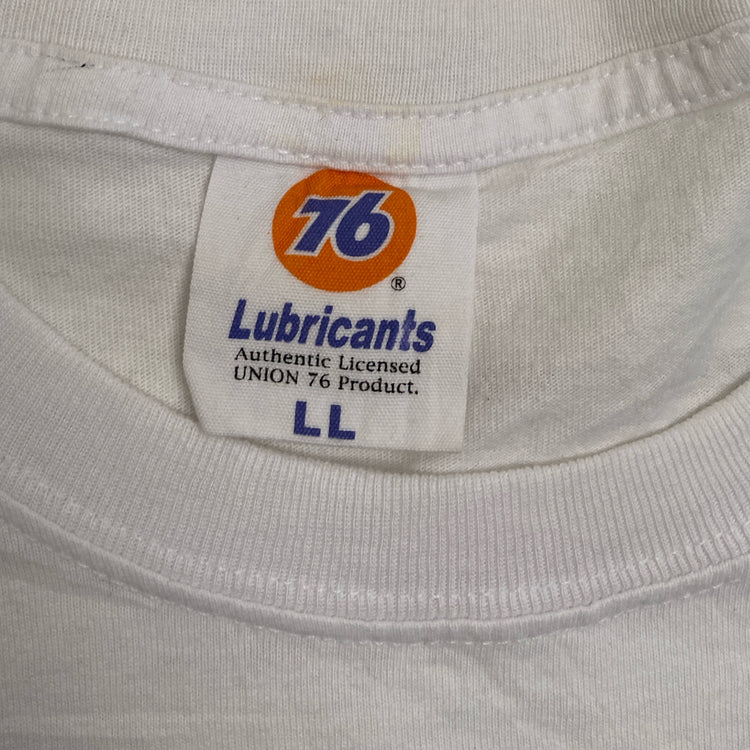 76
®
Lubricants
Authentic Licensed
UNION 76 Product.
LL